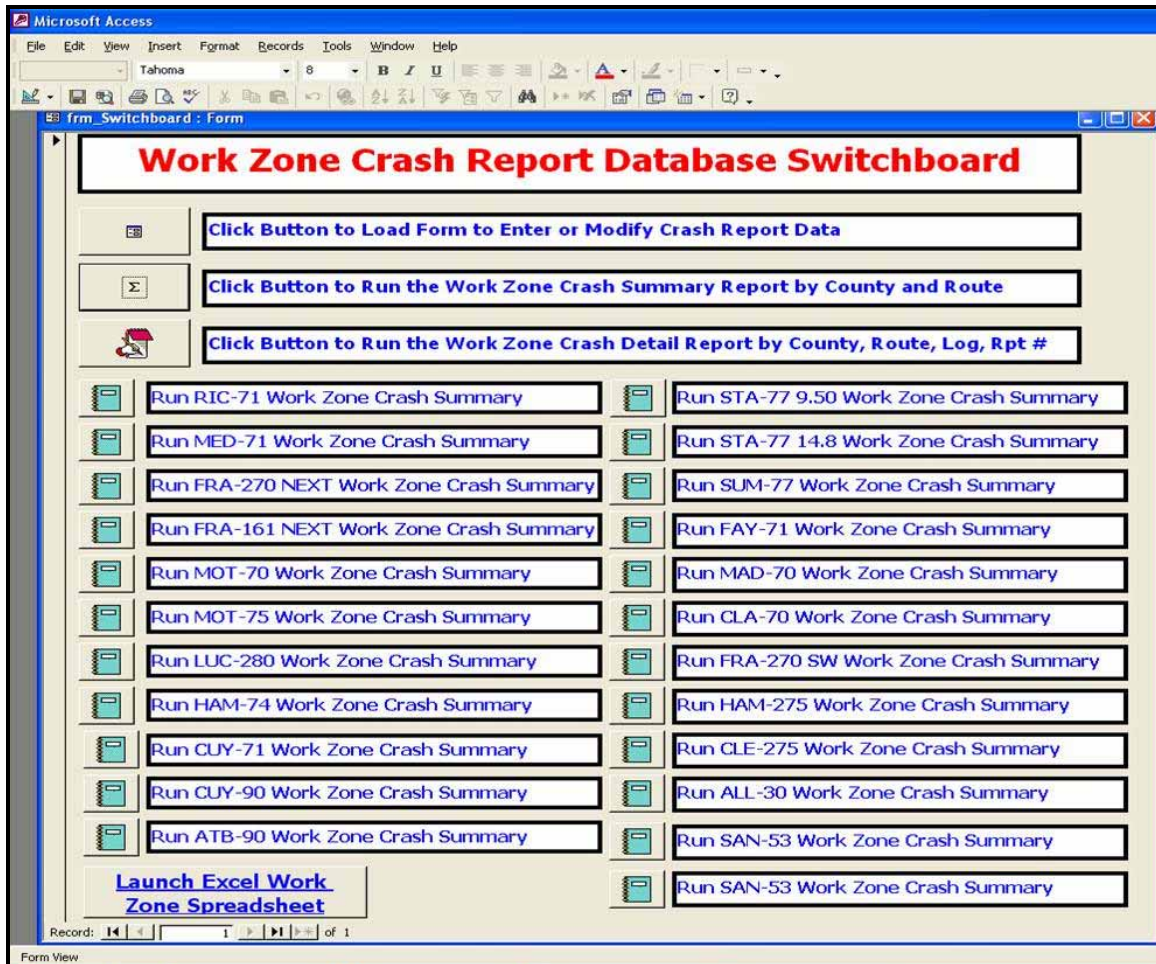 Microsoft Access
File Edit View Insert Format Records Tools Window Help
Tahoma 8 B I U
frm_Switchboard : Form
Work Zone Crash Report Database Switchboard
Click Button to Load Form to Enter or Modify Crash Report Data
Click Button to Run the Work Zone Crash Summary Report by County and Route
Click Button to Run the Work Zone Crash Detail Report by County, Route, Log, Rpt #
Run RIC-71 Work Zone Crash Summary
Run MED-71 Work Zone Crash Summary
Run FRA-270 NEXT Work Zone Crash Summary
Run FRA-161 NEXT Work Zone Crash Summary
Run MOT-70 Work Zone Crash Summary
Run MOT-75 Work Zone Crash Summary
Run LUC-280 Work Zone Crash Summary
Run HAM-74 Work Zone Crash Summary
Run CUY-71 Work Zone Crash Summary
Run CUY-90 Work Zone Crash Summary
Run ATB-90 Work Zone Crash Summary
Launch Excel Work
Zone Spreadsheet
Run STA-77 9.50 Work Zone Crash Summary
Run STA-77 14.8 Work Zone Crash Summary
Run SUM-77 Work Zone Crash Summary
Run FAY-71 Work Zone Crash Summary
Run MAD-70 Work Zone Crash Summary
Run CLA-70 Work Zone Crash Summary
Run FRA-270 SW Work Zone Crash Summary
Run HAM-275 Work Zone Crash Summary
Run CLE-275 Work Zone Crash Summary
Run ALL-30 Work Zone Crash Summary
Run SAN-53 Work Zone Crash Summary
Run SAN-53 Work Zone Crash Summary
Record: 1 of 1
Form View